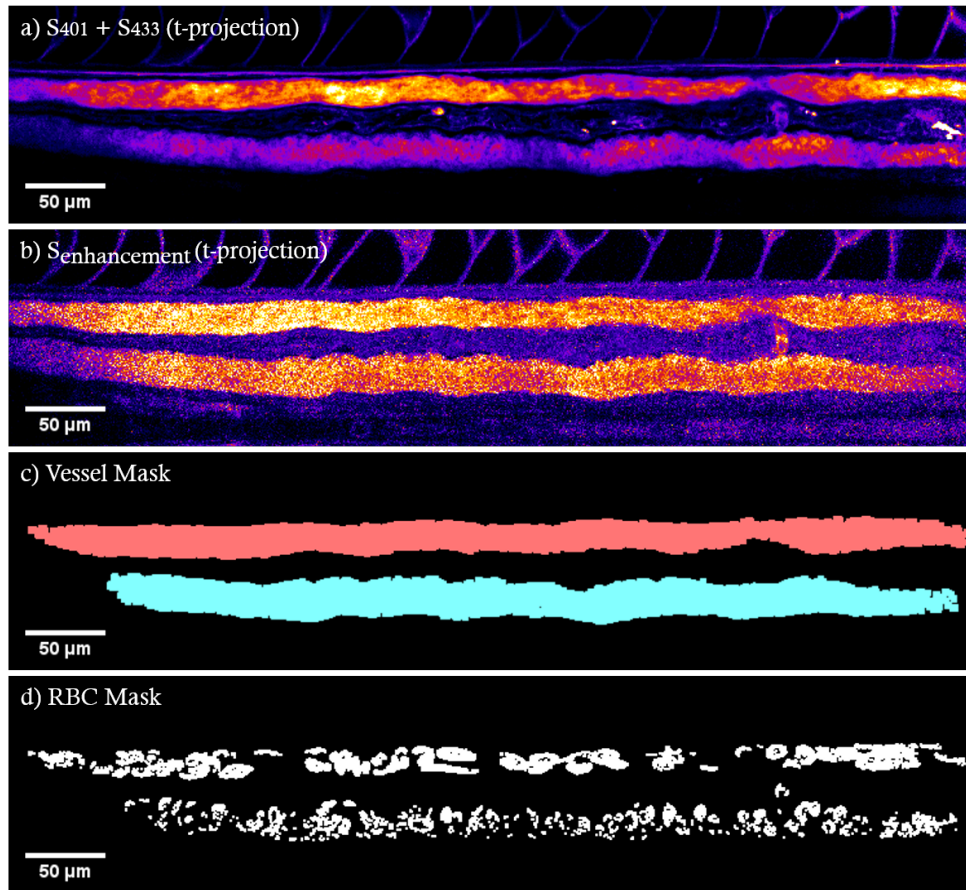 a) S401 + S433 (t-projection)
50 µm
b) Senhancement (t-projection)
50 µm
c) Vessel Mask
50 µm
d) RBC Mask
50 µm